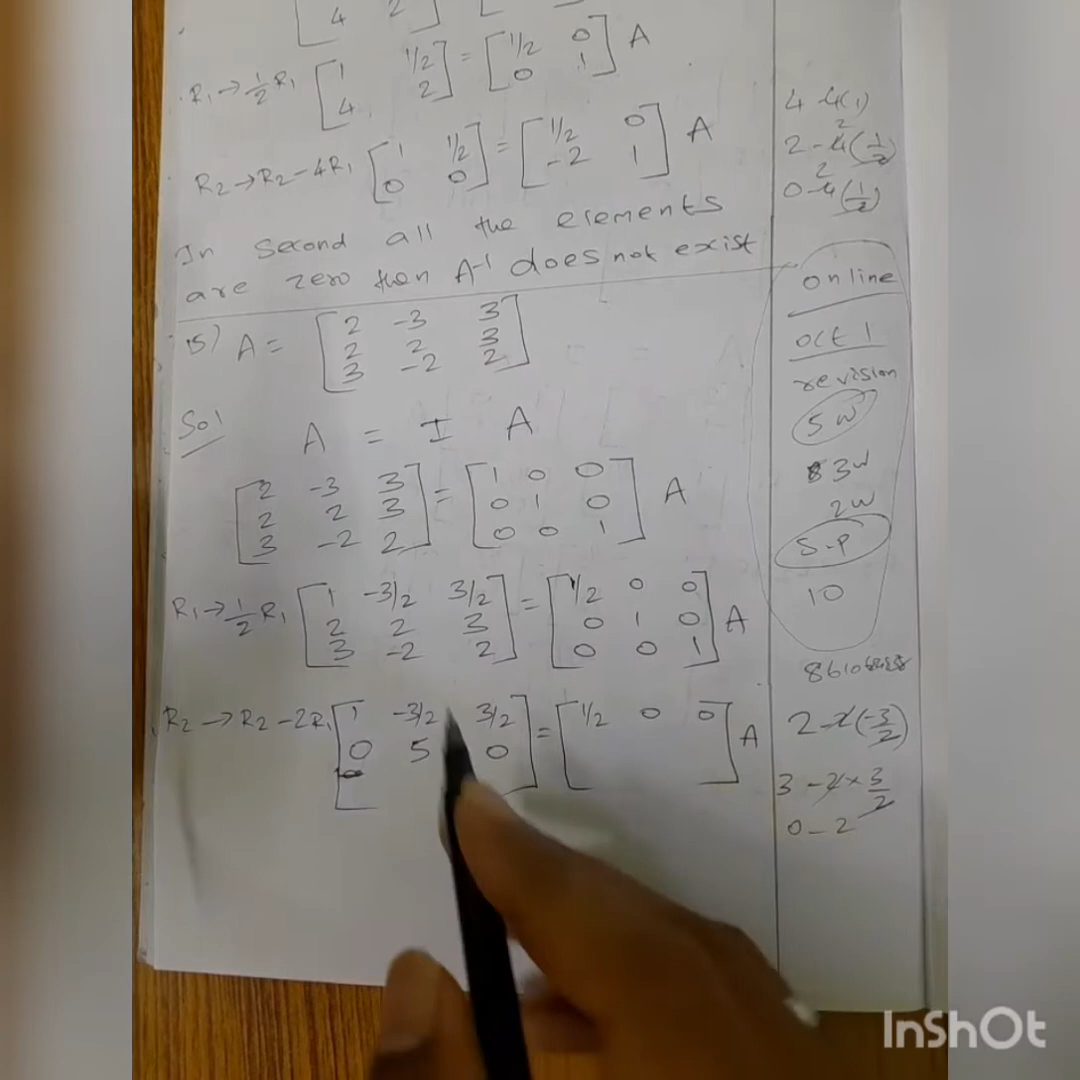 4 2
R₁→½R₁ [1 1/2] = [1/2 0] A
[4 2] [0 1]
R₂→R₂-4R₁ [1 1/2] = [1/2 0] A
[0 0] [-2 1]
In second all the elements
are zero then A⁻¹ does not exist
15) A = [2 -3 3]
[2 2 3]
[3 -2 2]
Sol
A = I A
[2 -3 3] = [1 0 0] A
[2 2 3] [0 1 0]
[3 -2 2] [0 0 1]
R₁→½R₁ [1 -3/2 3/2] = [1/2 0 0] A
[2 2 3] [0 1 0]
[3 -2 2] [0 0 1]
R₂→R₂-2R₁ [1 -3/2 3/2] = [1/2 0 0] A
[0 5 0]
4-4(1)
2-4(1/2)
0-4(1/2)
online
oct 1
revision
5w
3w
2w
5-p
10
2-2(-3/2)
3-2×3/2
0-2
InShOt